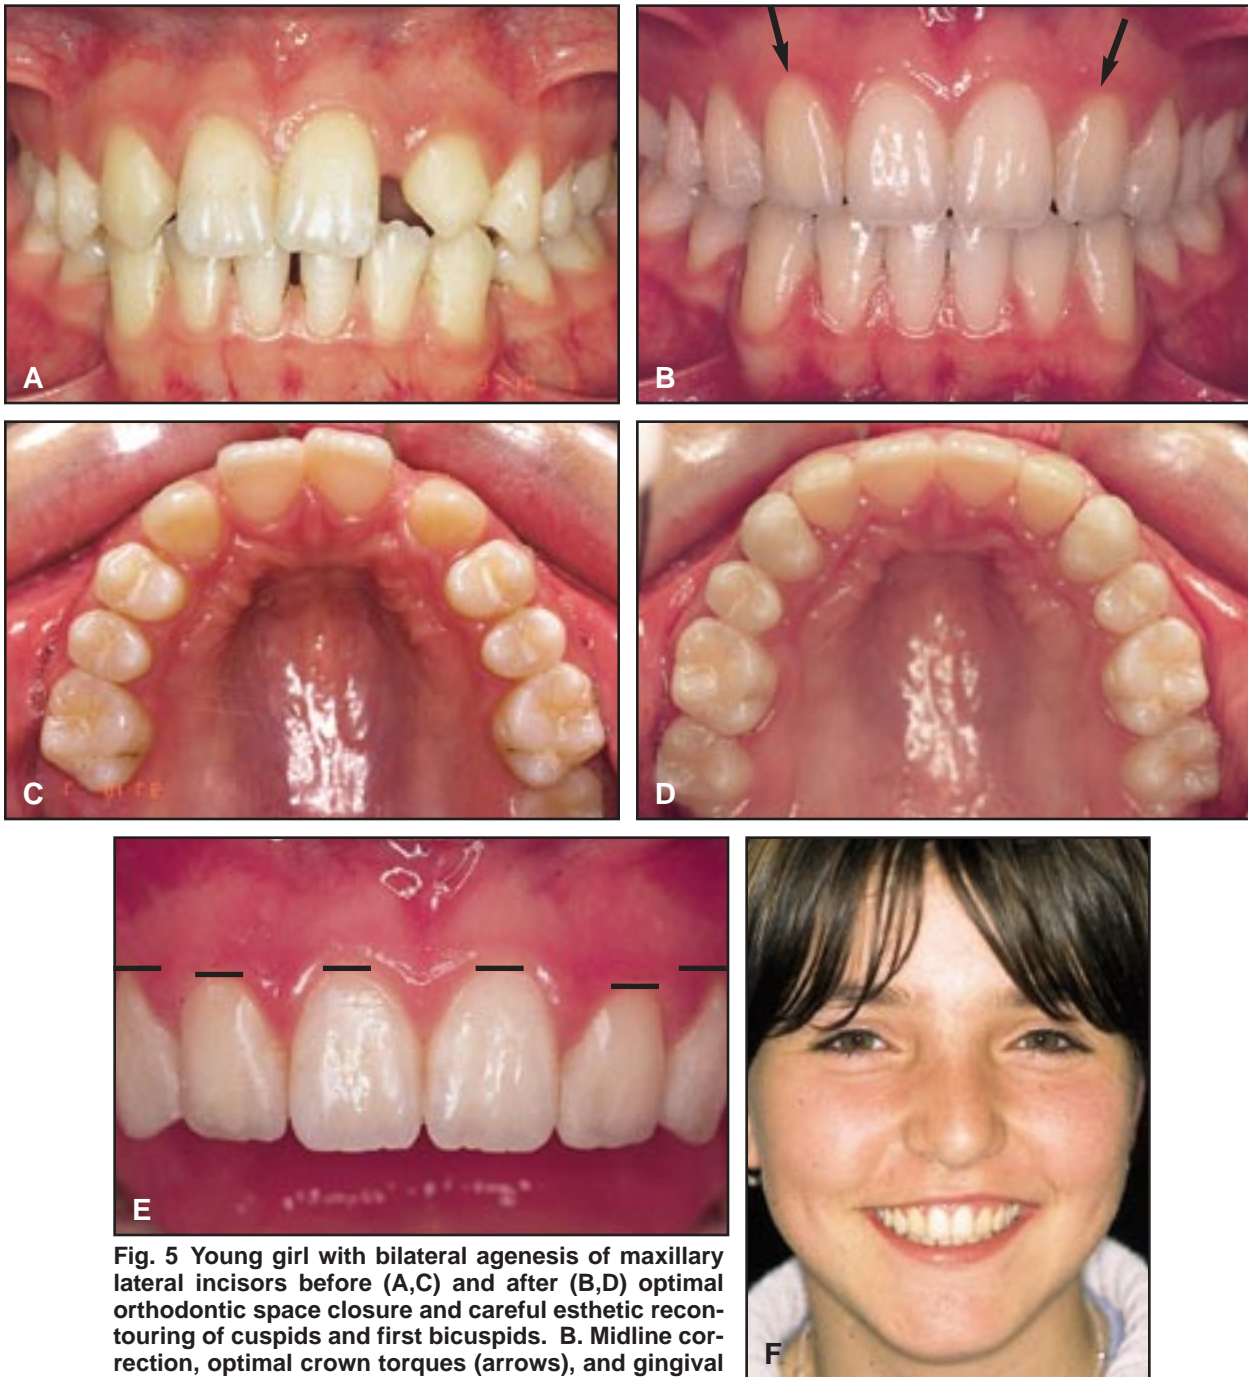 A
B
C
D
E
F
Fig. 5 Young girl with bilateral agenesis of maxillary
lateral incisors before (A,C) and after (B,D) optimal
orthodontic space closure and careful esthetic recon-
touring of cuspids and first bicuspids. B. Midline cor-
rection, optimal crown torques (arrows), and gingival